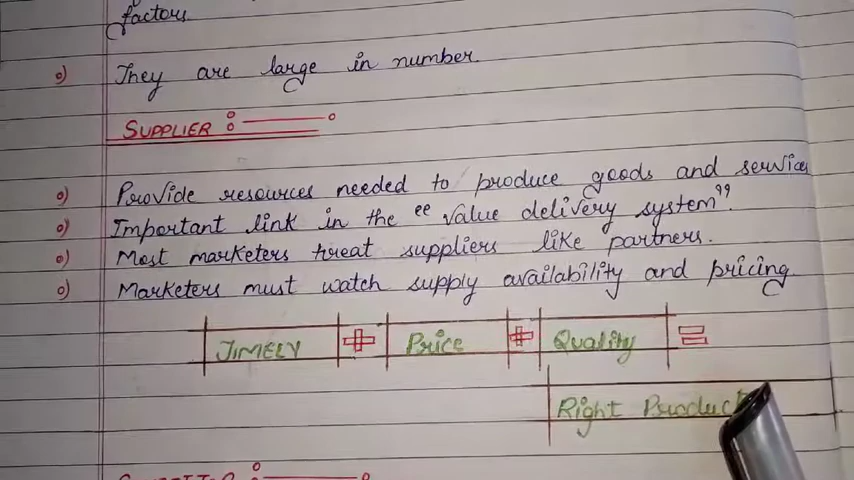 factors
o) They are large in number
SUPPLIER :
o) Provide resources needed to produce goods and services
o) Important link in the “ value delivery system”.
o) Most marketers treat suppliers like partners.
o) Marketers must watch supply availability and pricing
TIMELY + Price + Quality =
Right Product